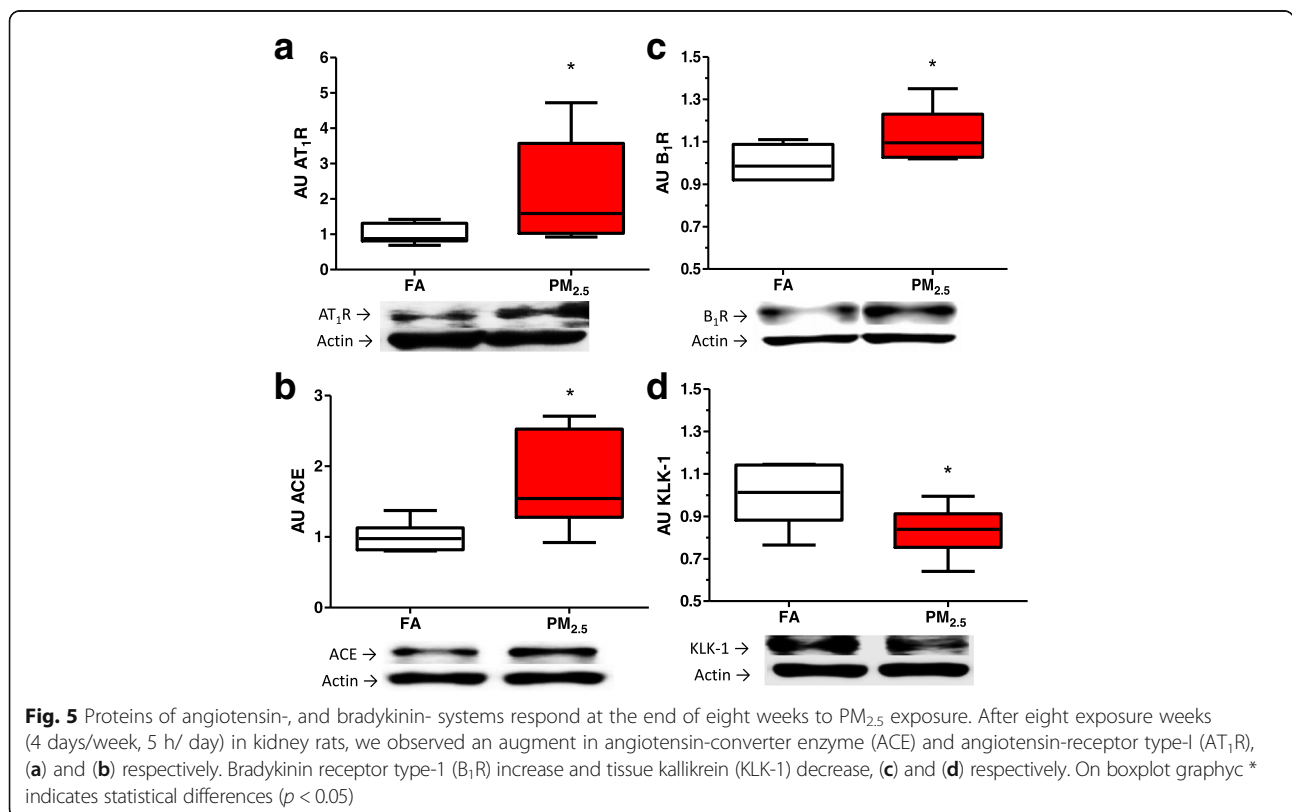 a
6
5
4
3
2
1
0
AU AT₁R
*
FA
PM₂.₅
AT₁R →
Actin →
c
1.5
1.3
1.1
0.9
0.7
0.5
AU B₁R
*
FA
PM₂.₅
B₁R →
Actin →
b
3
2
1
0
AU ACE
*
FA
PM₂.₅
ACE →
Actin →
d
1.5
1.3
1.1
0.9
0.7
0.5
AU KLK-1
*
FA
PM₂.₅
KLK-1 →
Actin →
Fig. 5 Proteins of angiotensin-, and bradykinin- systems respond at the end of eight weeks to PM₂.₅ exposure. After eight exposure weeks
(4 days/week, 5 h/ day) in kidney rats, we observed an augment in angiotensin-converter enzyme (ACE) and angiotensin-receptor type-I (AT₁R),
(a) and (b) respectively. Bradykinin receptor type-1 (B₁R) increase and tissue kallikrein (KLK-1) decrease, (c) and (d) respectively. On boxplot graphyc *
indicates statistical differences (p < 0.05)